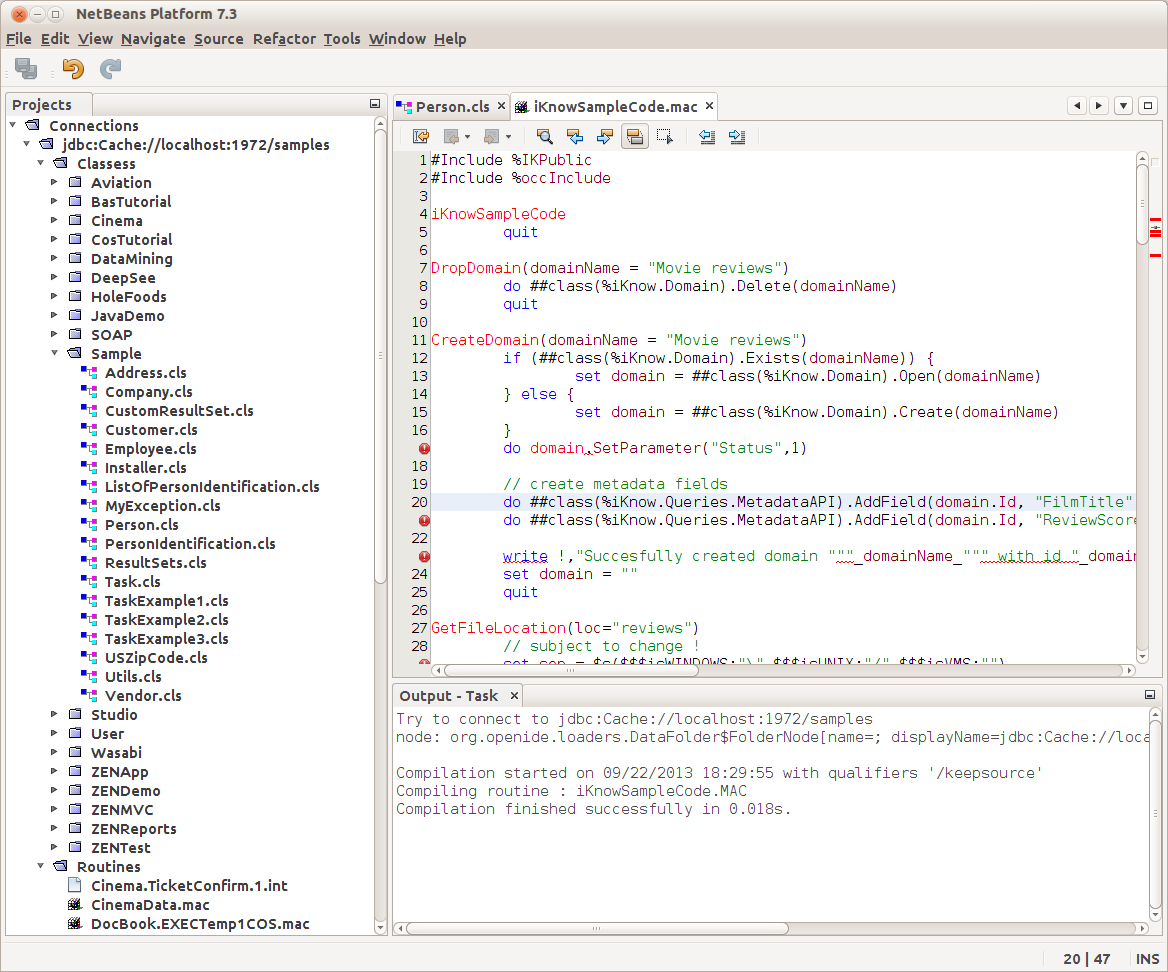 NetBeans Platform 7.3
File Edit View Navigate Source Refactor Tools Window Help
Projects
Connections
jdbc:Cache://localhost:1972/samples
Classess
Aviation
BasTutorial
Cinema
CosTutorial
DataMining
DeepSee
HoleFoods
JavaDemo
SOAP
Sample
Address.cls
Company.cls
CustomResultSet.cls
Customer.cls
Employee.cls
Installer.cls
ListOfPersonIdentification.cls
MyException.cls
Person.cls
PersonIdentification.cls
ResultSets.cls
Task.cls
TaskExample1.cls
TaskExample2.cls
TaskExample3.cls
USZipCode.cls
Utils.cls
Vendor.cls
Studio
User
Wasabi
ZENApp
ZENDemo
ZENMVC
ZENReports
ZENTest
Routines
Cinema.TicketConfirm.1.int
CinemaData.mac
DocBook.EXECTemp1COS.mac
Person.cls iKnowSampleCode.mac
1 #Include %IKPublic
2 #Include %occInclude
3
4 iKnowSampleCode
5 quit
6
7 DropDomain(domainName = "Movie reviews")
8 do ##class(%iKnow.Domain).Delete(domainName)
9 quit
10
11 CreateDomain(domainName = "Movie reviews")
12 if (##class(%iKnow.Domain).Exists(domainName)) {
13 set domain = ##class(%iKnow.Domain).Open(domainName)
14 } else {
15 set domain = ##class(%iKnow.Domain).Create(domainName)
16 }
do domain.SetParameter("Status",1)
18
19 // create metadata fields
20 do ##class(%iKnow.Queries.MetadataAPI).AddField(domain.Id, "FilmTitle"
do ##class(%iKnow.Queries.MetadataAPI).AddField(domain.Id, "ReviewScore
22
write !,"Succesfully created domain """_domainName_""" with id "_domain
24 set domain = ""
25 quit
26
27 GetFileLocation(loc="reviews")
28 // subject to change !
set sep = $s($$$isWINDOWS:"\",$$$isUNIX:"/",$$$isVMS:"")
Output - Task
Try to connect to jdbc:Cache://localhost:1972/samples
node: org.openide.loaders.DataFolder$FolderNode[name=; displayName=jdbc:Cache://loca
Compilation started on 09/22/2013 18:29:55 with qualifiers '/keepsource'
Compiling routine : iKnowSampleCode.MAC
Compilation finished successfully in 0.018s.
20 | 47 INS